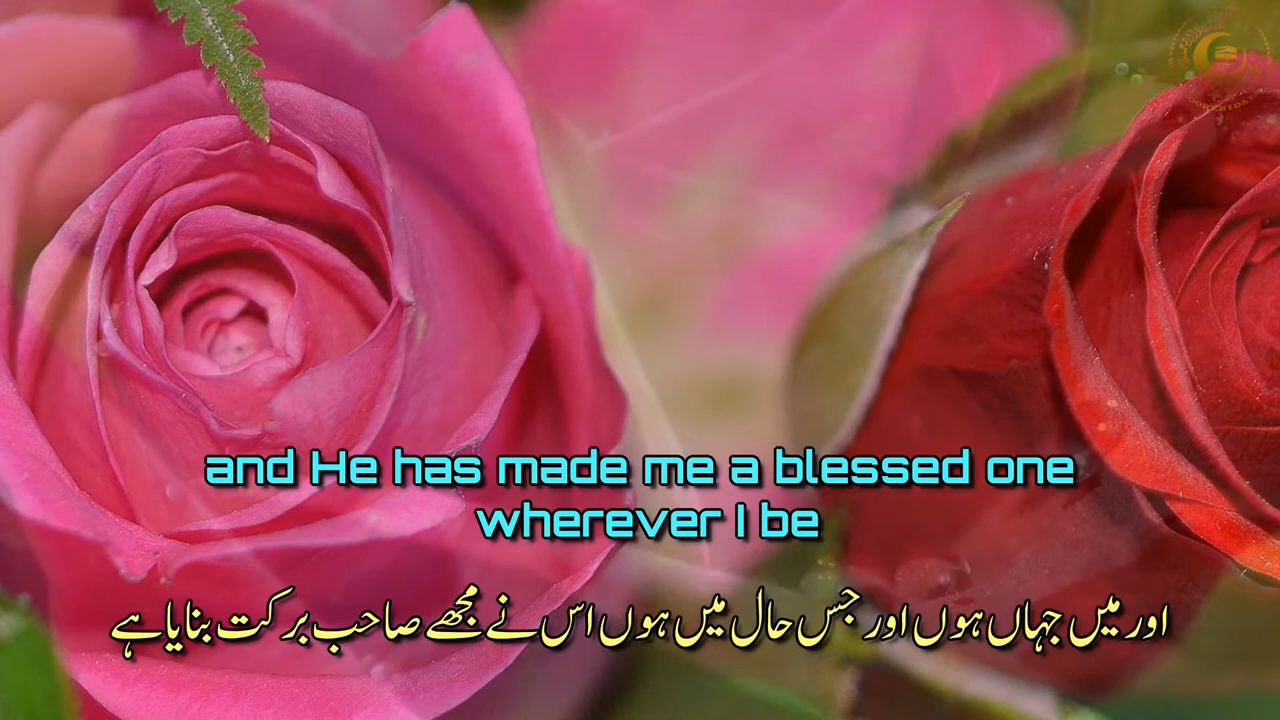 and He has made me a blessed one
wherever I be
اور میں جہاں ہوں اور جس حال میں ہوں اس نے مجھے صاحب برکت بنایا ہے